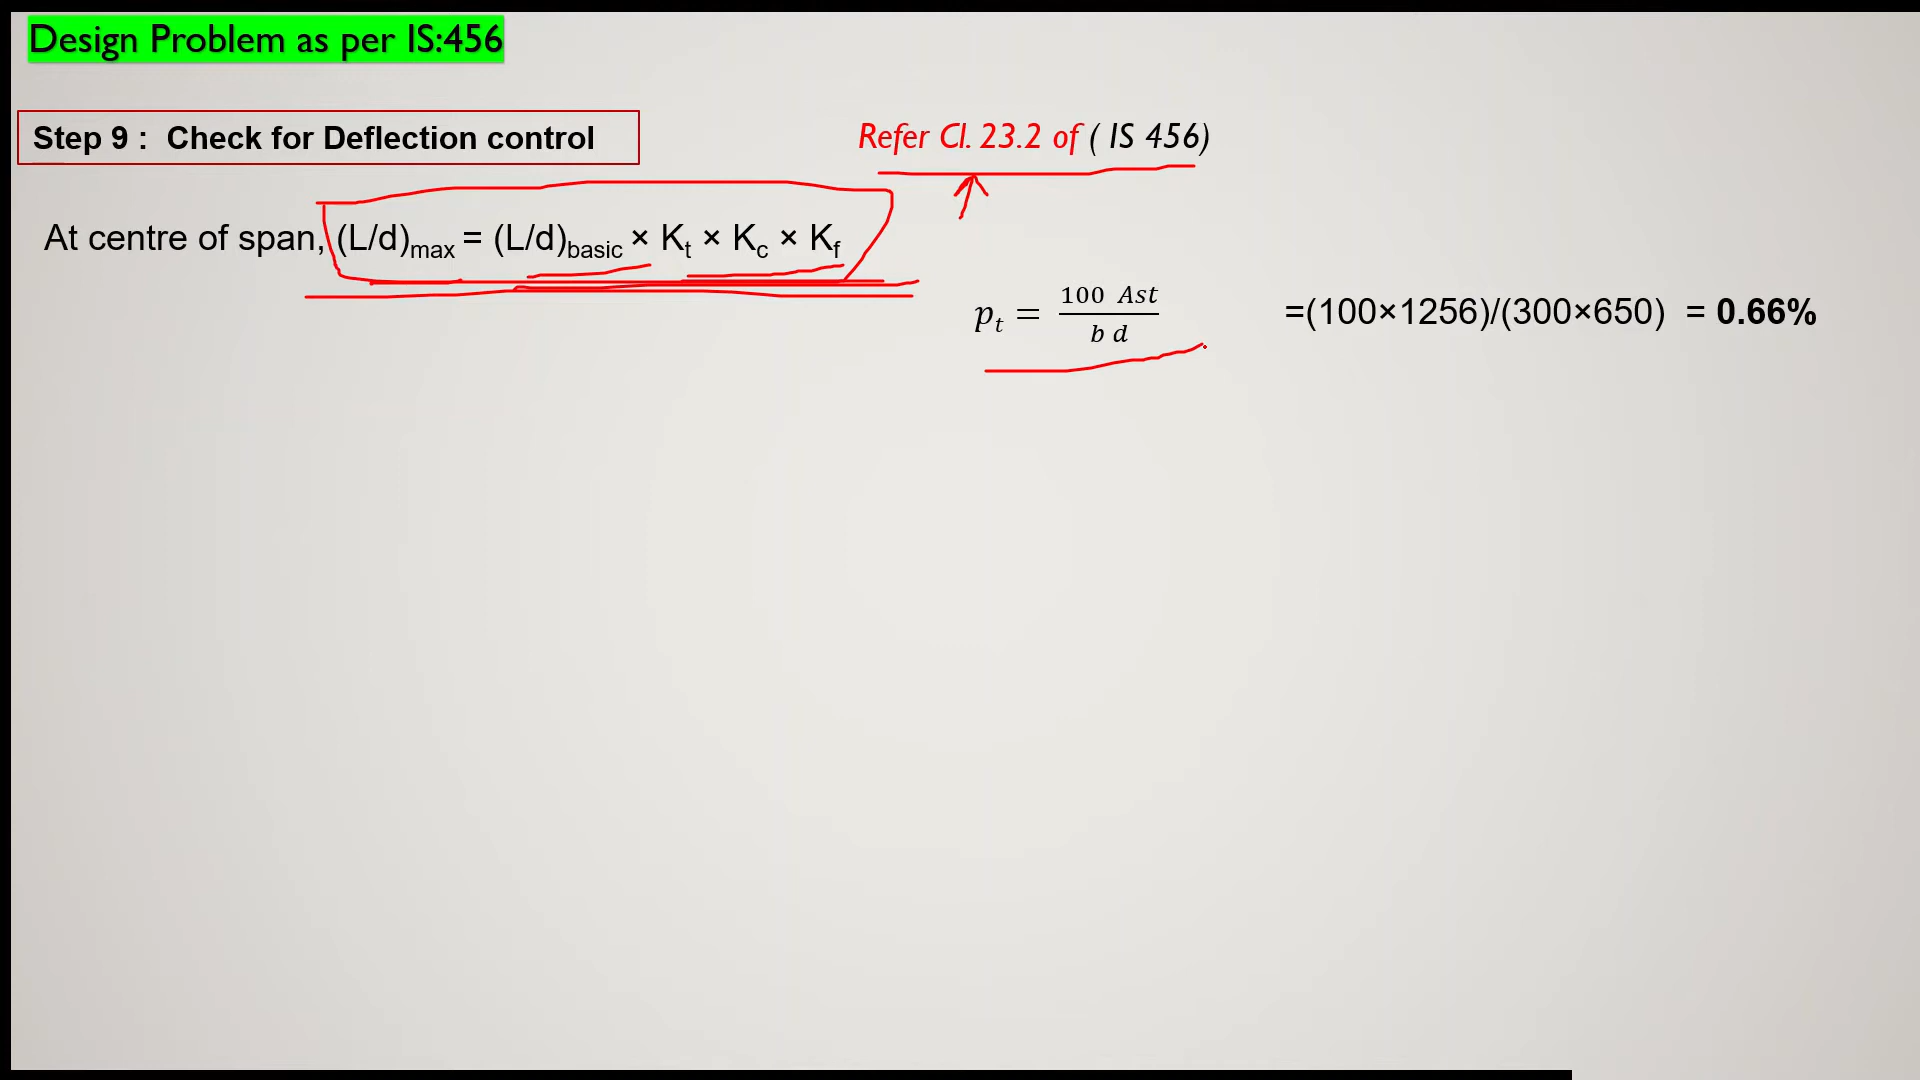 Design Problem as per IS:456
Step 9 : Check for Deflection control
Refer Cl. 23.2 of ( IS 456)
At centre of span, (L/d)max = (L/d)basic × Kt × Kc × Kf
pt = 100 Ast / b d =(100×1256)/(300×650) = 0.66%